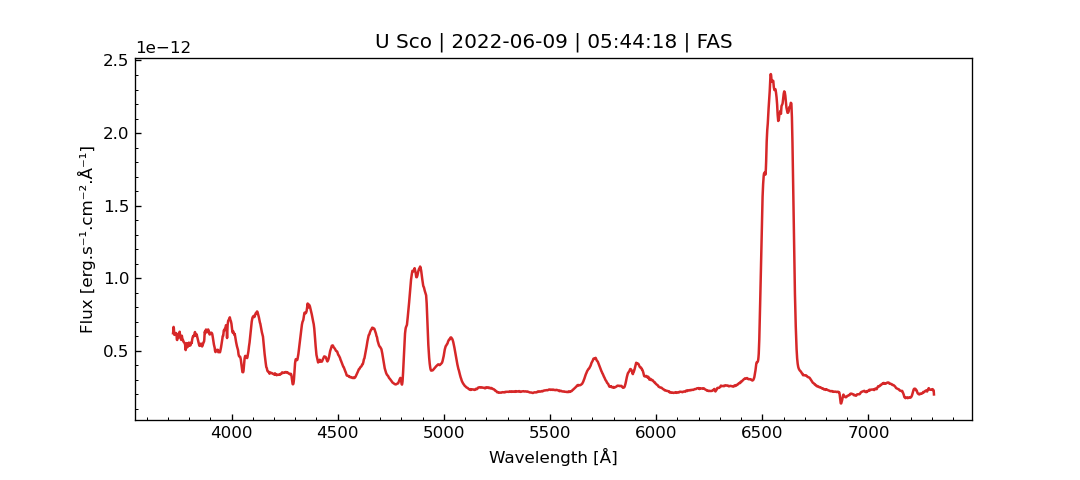 U Sco | 2022-06-09 | 05:44:18 | FAS
1e−12
2.5
2.0
1.5
1.0
0.5
Flux [erg.s⁻¹.cm⁻².Å⁻¹]
4000 4500 5000 5500 6000 6500 7000
Wavelength [Å]